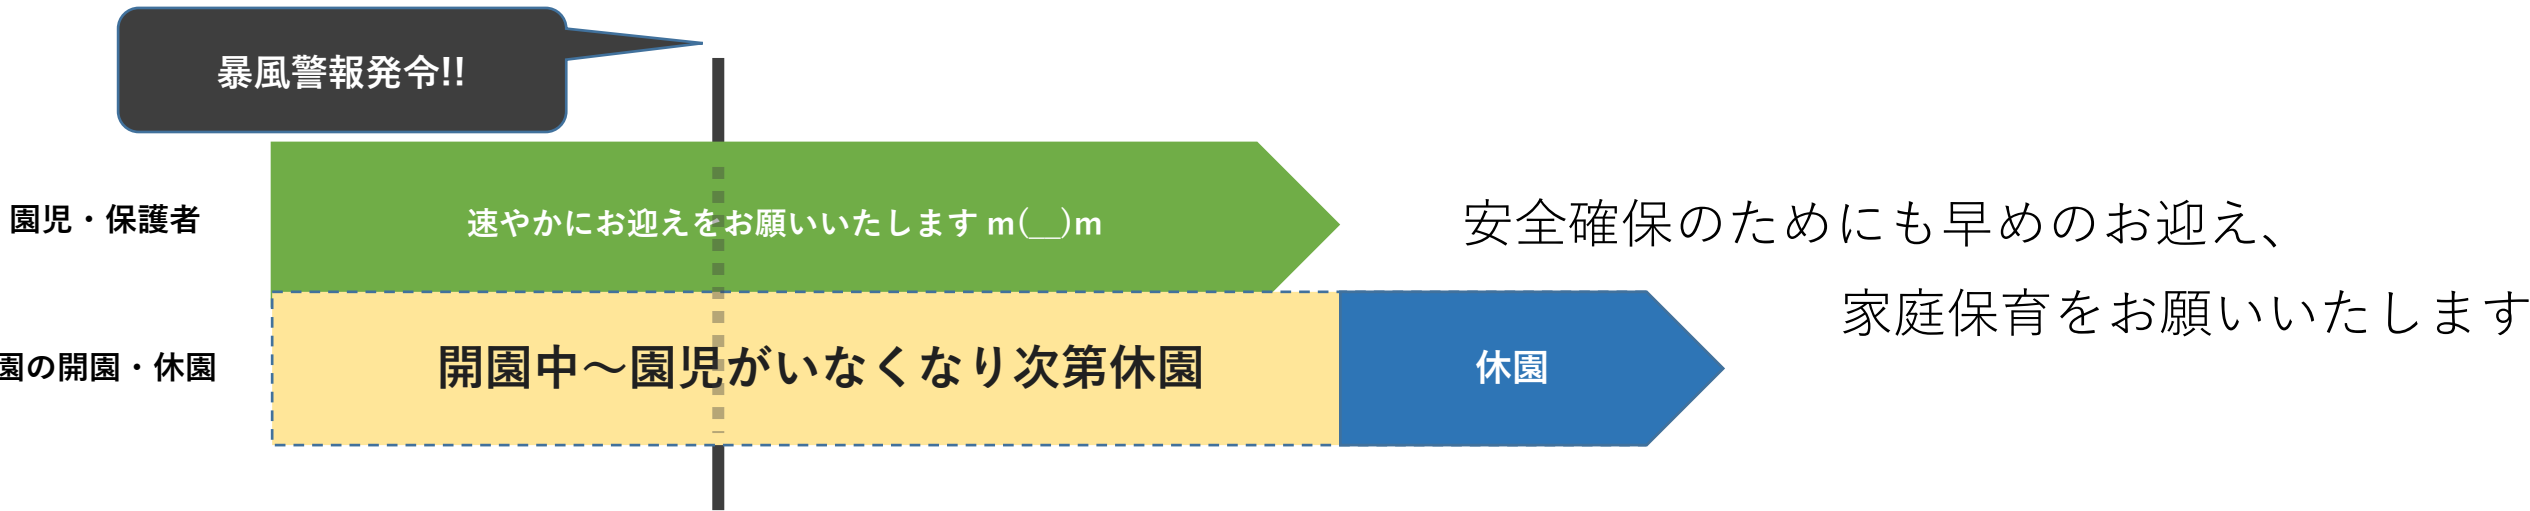 暴風警報発令!!
園児・保護者
速やかにお迎えをお願いいたします m(__)m
安全確保のためにも早めのお迎え、
家庭保育をお願いいたします
園の開園・休園
開園中～園児がいなくなり次第休園
休園